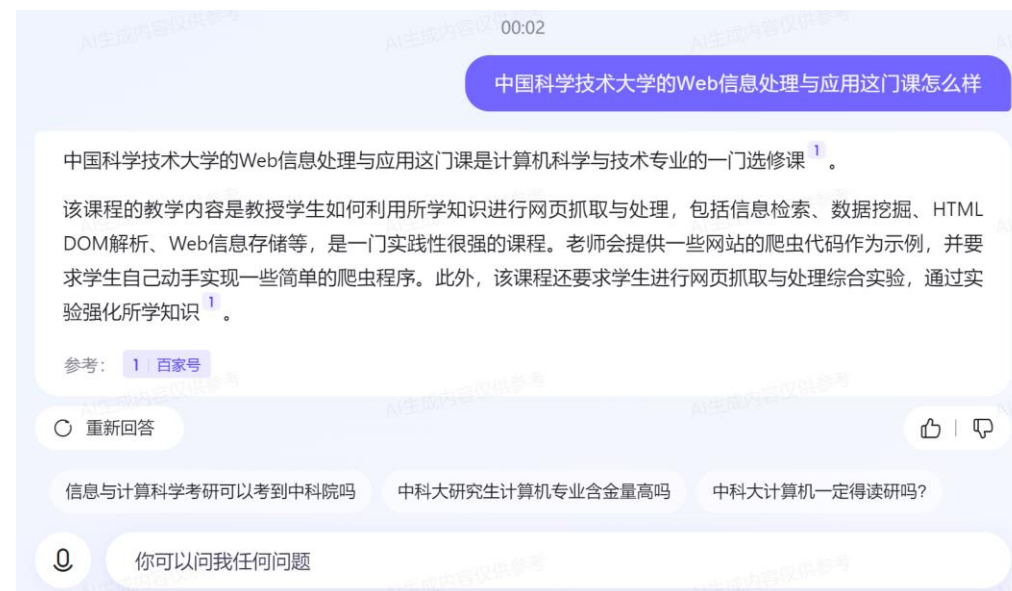 00:02
中国科学技术大学的Web信息处理与应用这门课怎么样
中国科学技术大学的Web信息处理与应用这门课是计算机科学与技术专业的一门选修课 1 。
该课程的教学内容是教授学生如何利用所学知识进行网页抓取与处理，包括信息检索、数据挖掘、HTML
DOM解析、Web信息存储等，是一门实践性很强的课程。老师会提供一些网站的爬虫代码作为示例，并要
求学生自己动手实现一些简单的爬虫程序。此外，该课程还要求学生进行网页抓取与处理综合实验，通过实
验强化所学知识 1 。
参考： 1 | 百家号
重新回答
信息与计算科学考研可以考到中科院吗 中科大研究生计算机专业含金量高吗 中科大计算机一定得读研吗?
你可以问我任何问题
AI生成内容仅供参考